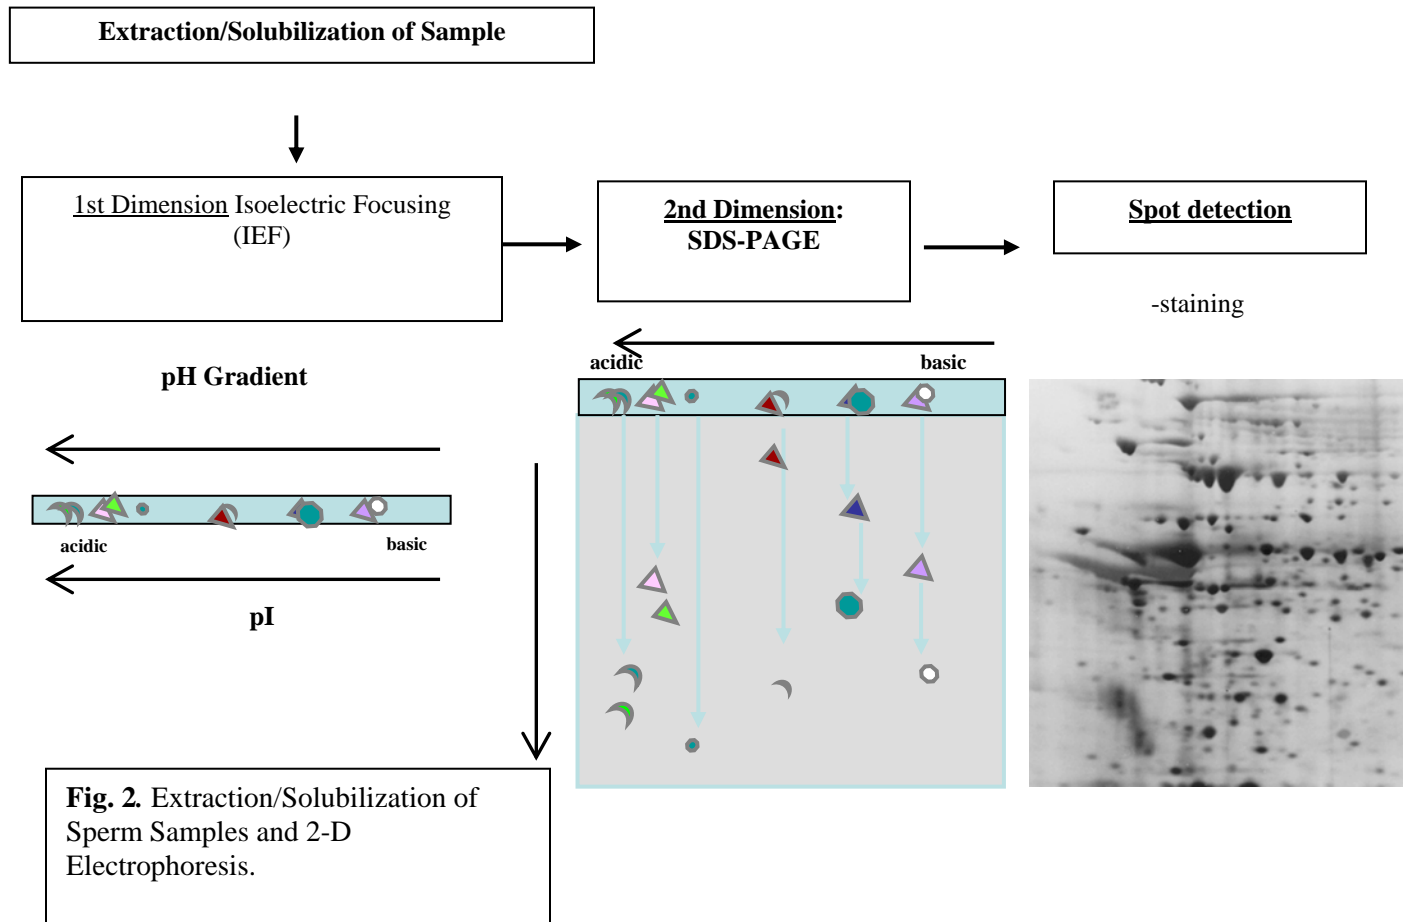 Extraction/Solubilization of Sample
1st Dimension Isoelectric Focusing
(IEF)
2nd Dimension:
SDS-PAGE
Spot detection
-staining
pH Gradient
acidic
basic
pI
acidic
basic
Fig. 2. Extraction/Solubilization of
Sperm Samples and 2-D
Electrophoresis.